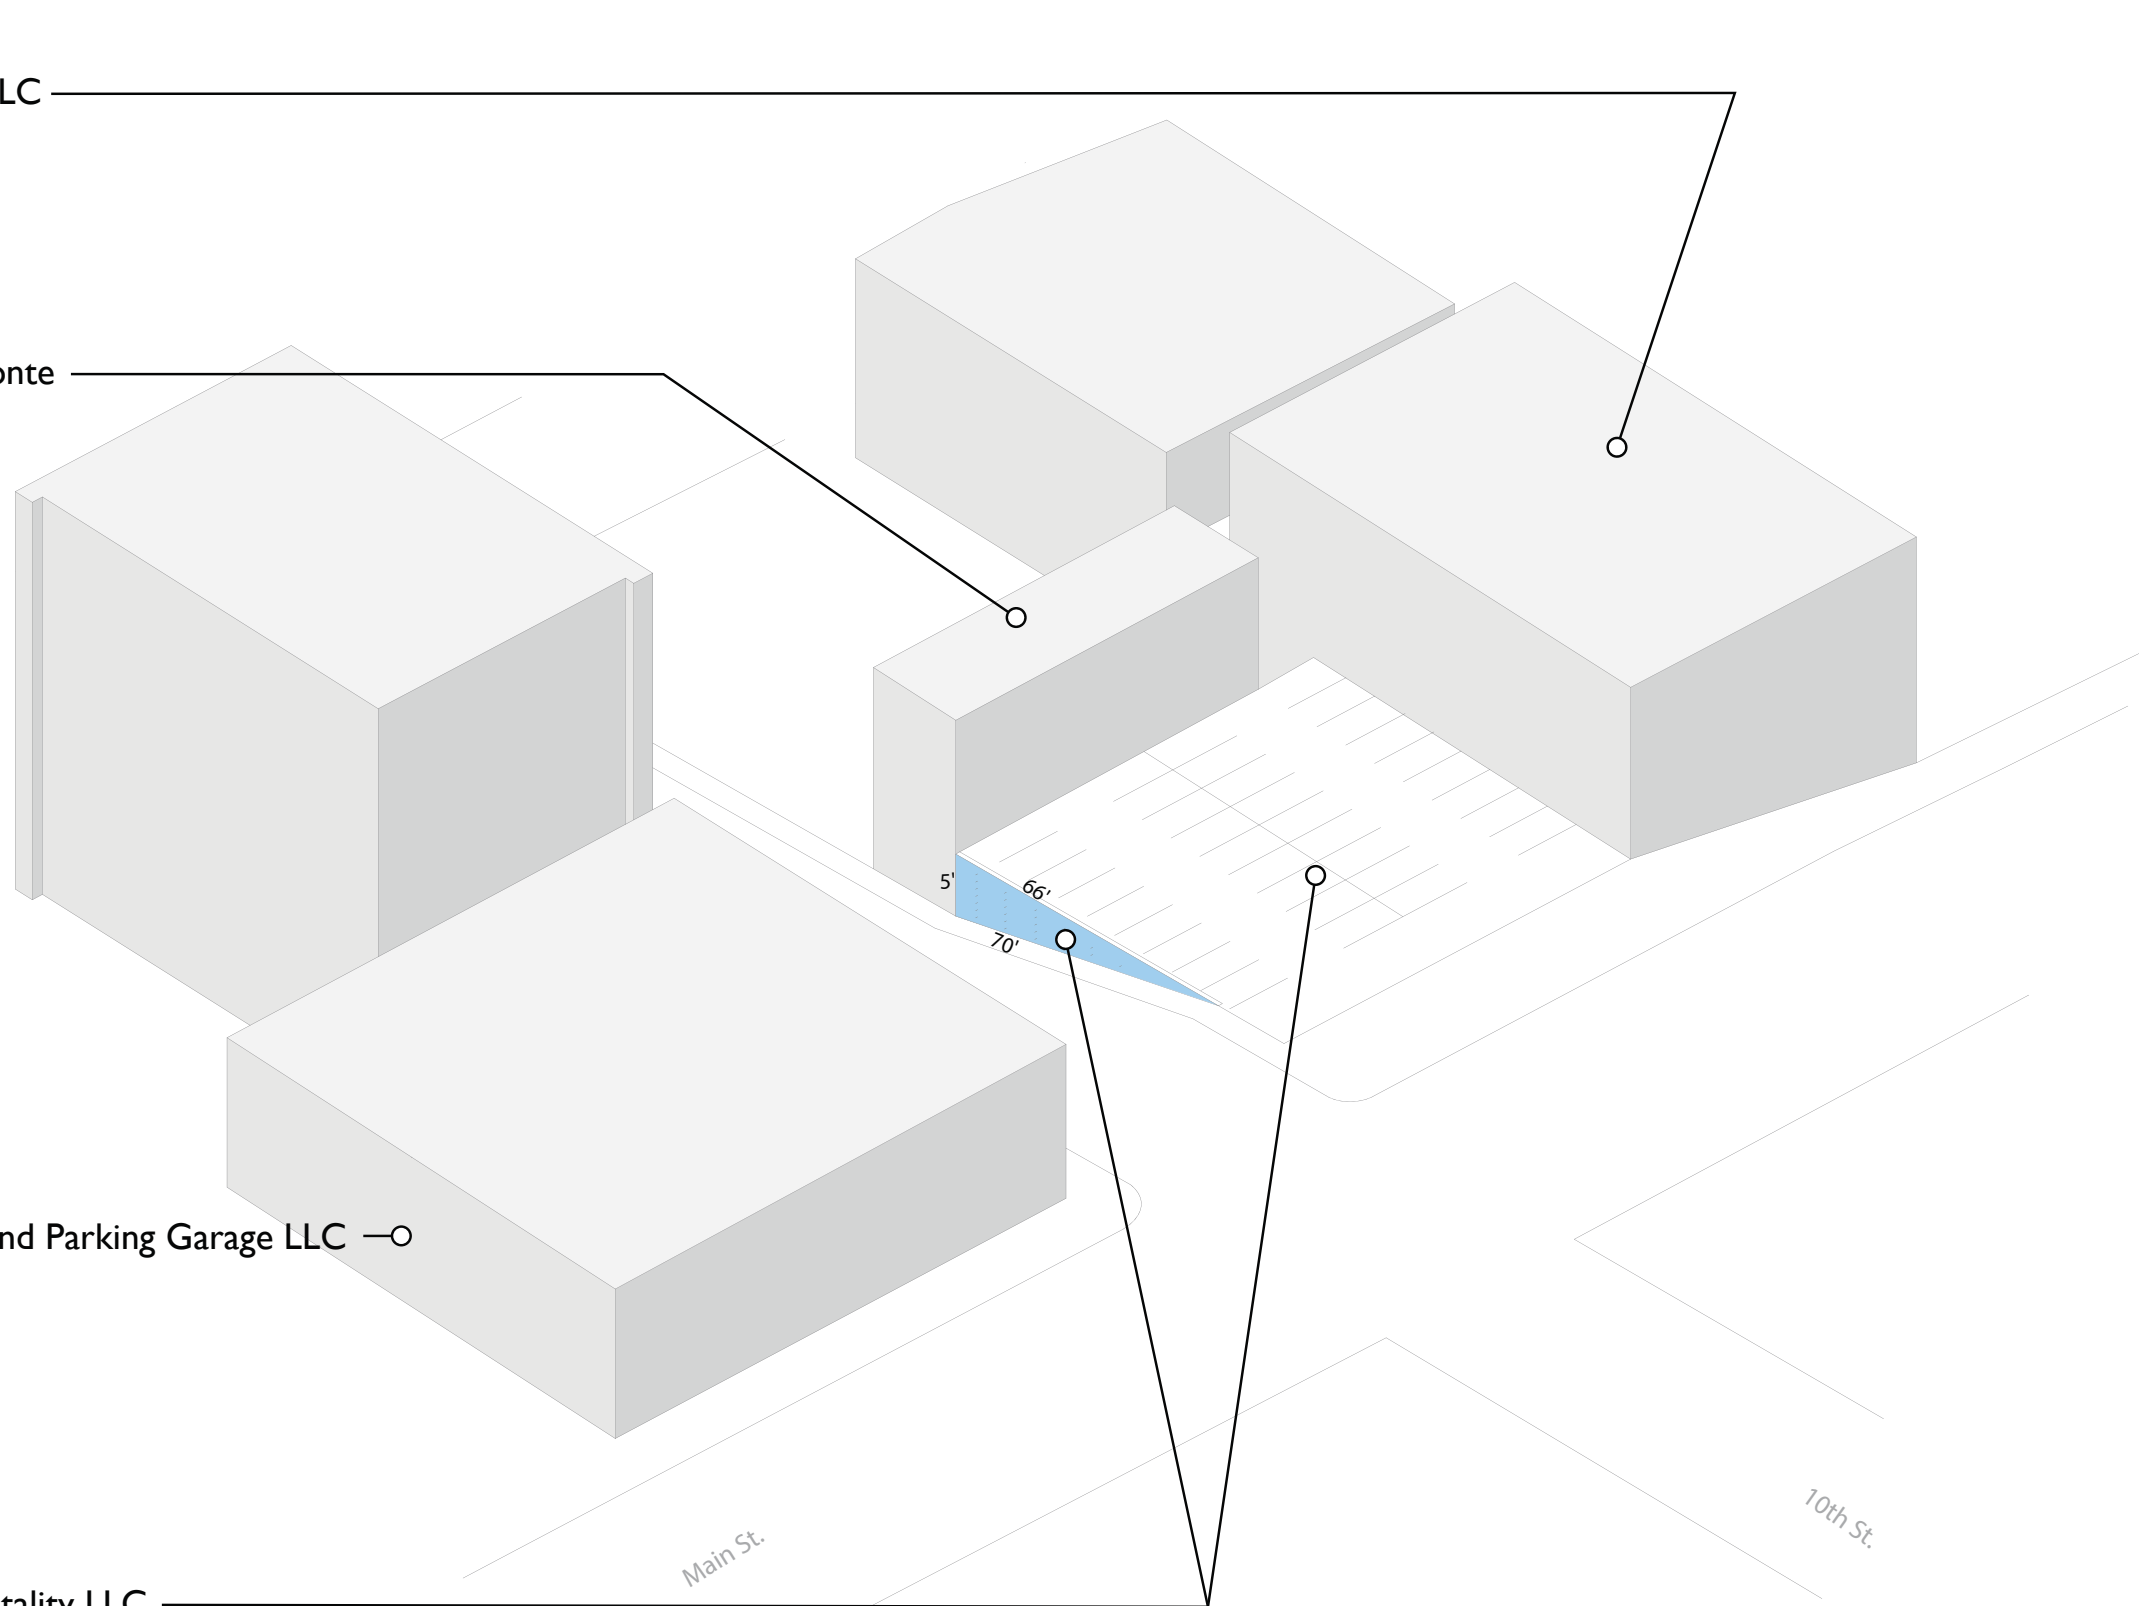 LC
onte
5'
66'
70'
nd Parking Garage LLC
10th St.
Main St.
tality LLC